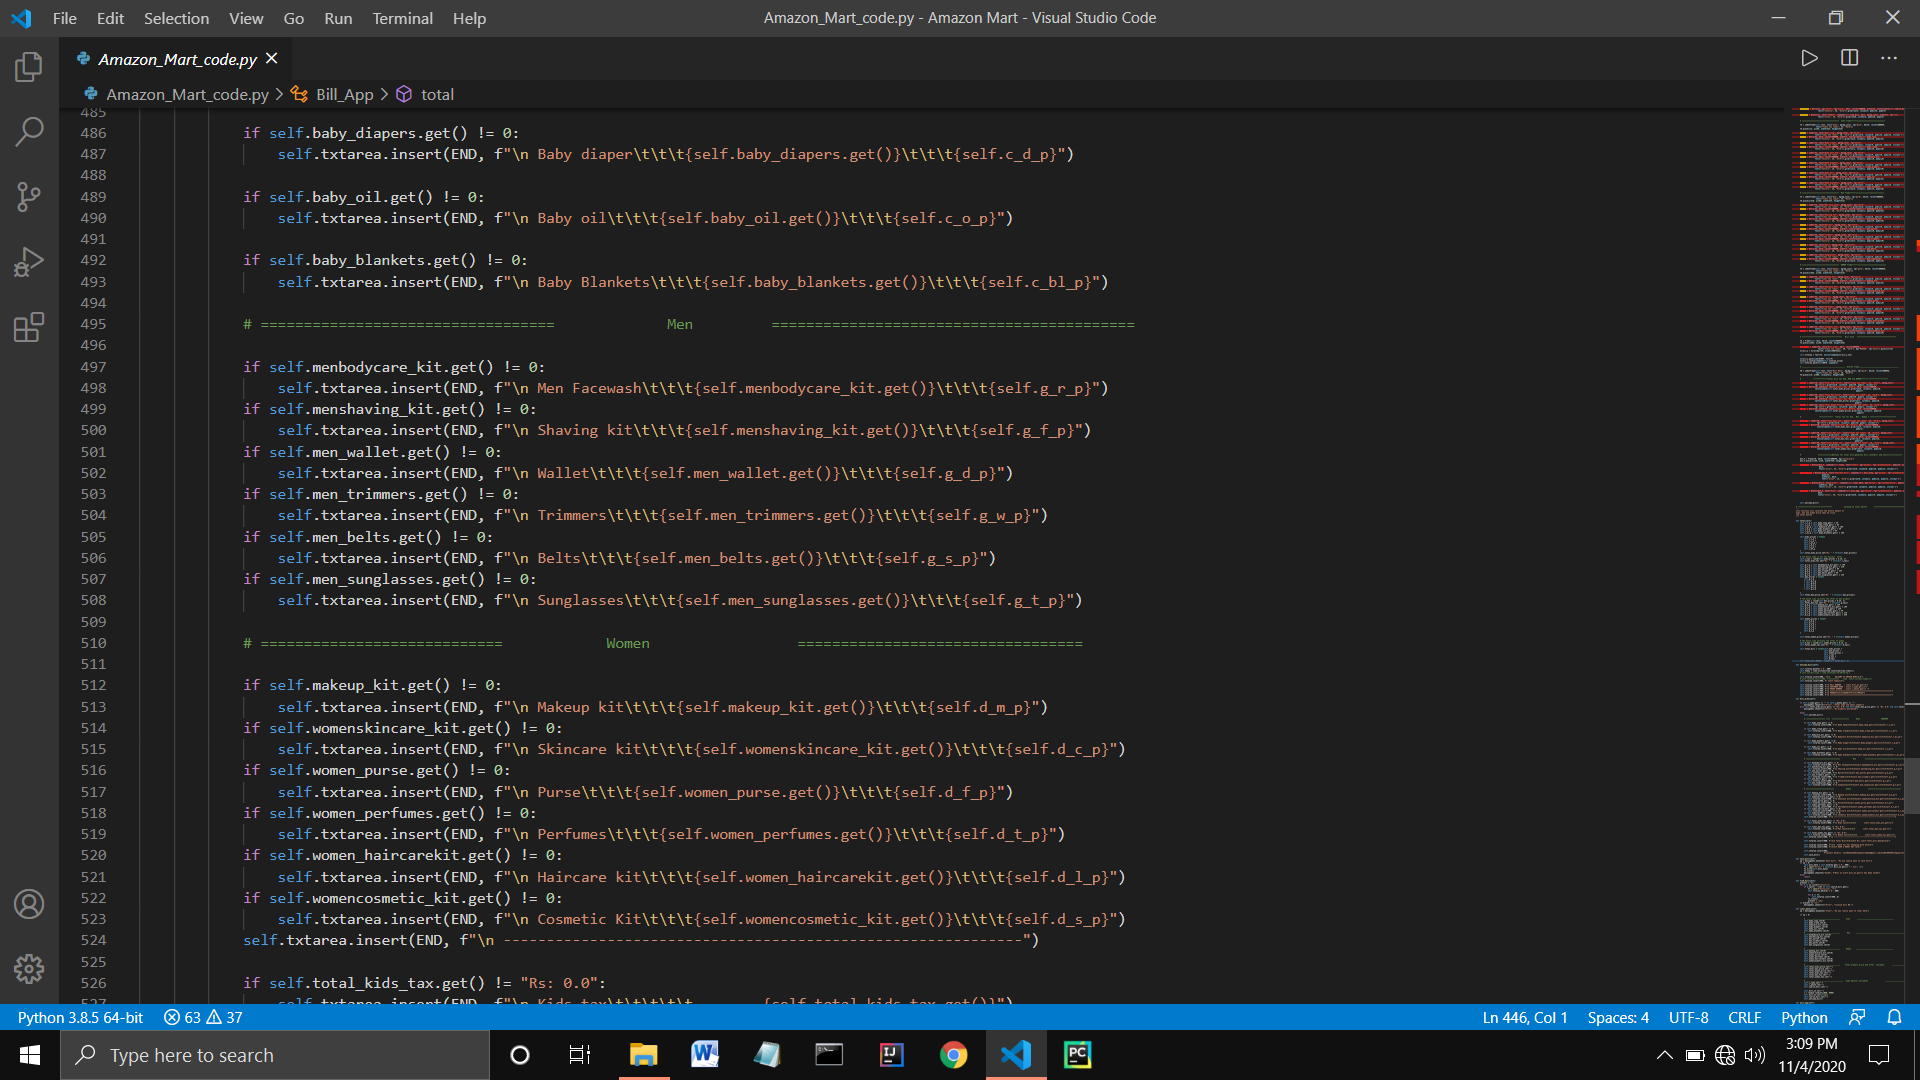 File Edit Selection View Go Run Terminal Help
Amazon_Mart_code.py - Amazon Mart - Visual Studio Code
Amazon_Mart_code.py
Amazon_Mart_code.py > Bill_App > total
485
486 if self.baby_diapers.get() != 0:
487 self.txtarea.insert(END, f"\n Baby diaper\t\t\t{self.baby_diapers.get()}\t\t\t{self.c_d_p}")
488
489 if self.baby_oil.get() != 0:
490 self.txtarea.insert(END, f"\n Baby oil\t\t\t{self.baby_oil.get()}\t\t\t{self.c_o_p}")
491
492 if self.baby_blankets.get() != 0:
493 self.txtarea.insert(END, f"\n Baby Blankets\t\t\t{self.baby_blankets.get()}\t\t\t{self.c_bl_p}")
494
495 # ================================== Men ==========================================
496
497 if self.menbodycare_kit.get() != 0:
498 self.txtarea.insert(END, f"\n Men Facewash\t\t\t{self.menbodycare_kit.get()}\t\t\t{self.g_r_p}")
499 if self.menshaving_kit.get() != 0:
500 self.txtarea.insert(END, f"\n Shaving kit\t\t\t{self.menshaving_kit.get()}\t\t\t{self.g_f_p}")
501 if self.men_wallet.get() != 0:
502 self.txtarea.insert(END, f"\n Wallet\t\t\t{self.men_wallet.get()}\t\t\t{self.g_d_p}")
503 if self.men_trimmers.get() != 0:
504 self.txtarea.insert(END, f"\n Trimmers\t\t\t{self.men_trimmers.get()}\t\t\t{self.g_w_p}")
505 if self.men_belts.get() != 0:
506 self.txtarea.insert(END, f"\n Belts\t\t\t{self.men_belts.get()}\t\t\t{self.g_s_p}")
507 if self.men_sunglasses.get() != 0:
508 self.txtarea.insert(END, f"\n Sunglasses\t\t\t{self.men_sunglasses.get()}\t\t\t{self.g_t_p}")
509
510 # ============================ Women =================================
511
512 if self.makeup_kit.get() != 0:
513 self.txtarea.insert(END, f"\n Makeup kit\t\t\t{self.makeup_kit.get()}\t\t\t{self.d_m_p}")
514 if self.womenskincare_kit.get() != 0:
515 self.txtarea.insert(END, f"\n Skincare kit\t\t\t{self.womenskincare_kit.get()}\t\t\t{self.d_c_p}")
516 if self.women_purse.get() != 0:
517 self.txtarea.insert(END, f"\n Purse\t\t\t{self.women_purse.get()}\t\t\t{self.d_f_p}")
518 if self.women_perfumes.get() != 0:
519 self.txtarea.insert(END, f"\n Perfumes\t\t\t{self.women_perfumes.get()}\t\t\t{self.d_t_p}")
520 if self.women_haircarekit.get() != 0:
521 self.txtarea.insert(END, f"\n Haircare kit\t\t\t{self.women_haircarekit.get()}\t\t\t{self.d_l_p}")
522 if self.womencosmetic_kit.get() != 0:
523 self.txtarea.insert(END, f"\n Cosmetic Kit\t\t\t{self.womencosmetic_kit.get()}\t\t\t{self.d_s_p}")
524 self.txtarea.insert(END, f"\n ------------------------------------------------------------")
525
526 if self.total_kids_tax.get() != "Rs: 0.0":
527 self.txtarea.insert(END, f"\n Kids tax\t\t\t\t\t {self.total_kids_tax.get()}")
Python 3.8.5 64-bit 63 37 Ln 446, Col 1 Spaces: 4 UTF-8 CRLF Python
Type here to search
3:09 PM
11/4/2020